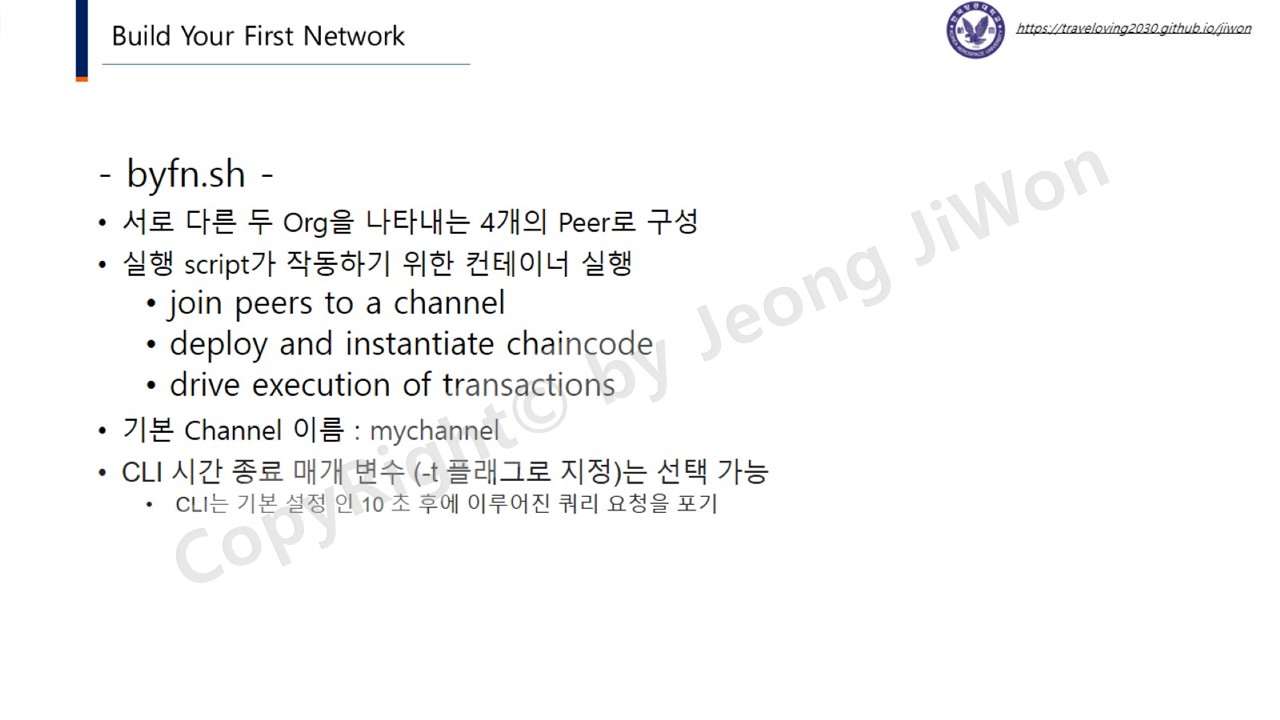 Build Your First Network
https://traveloving2030.github.io/jiwon
- byfn.sh -
• 서로 다른 두 Org을 나타내는 4개의 Peer로 구성
• 실행 script가 작동하기 위한 컨테이너 실행
• join peers to a channel
• deploy and instantiate chaincode
• drive execution of transactions
• 기본 Channel 이름 : mychannel
• CLI 시간 종료 매개 변수 (-t 플래그로 지정)는 선택 가능
• CLI는 기본 설정 인 10 초 후에 이루어진 쿼리 요청을 포기
CopyRight© by Jeong JiWon